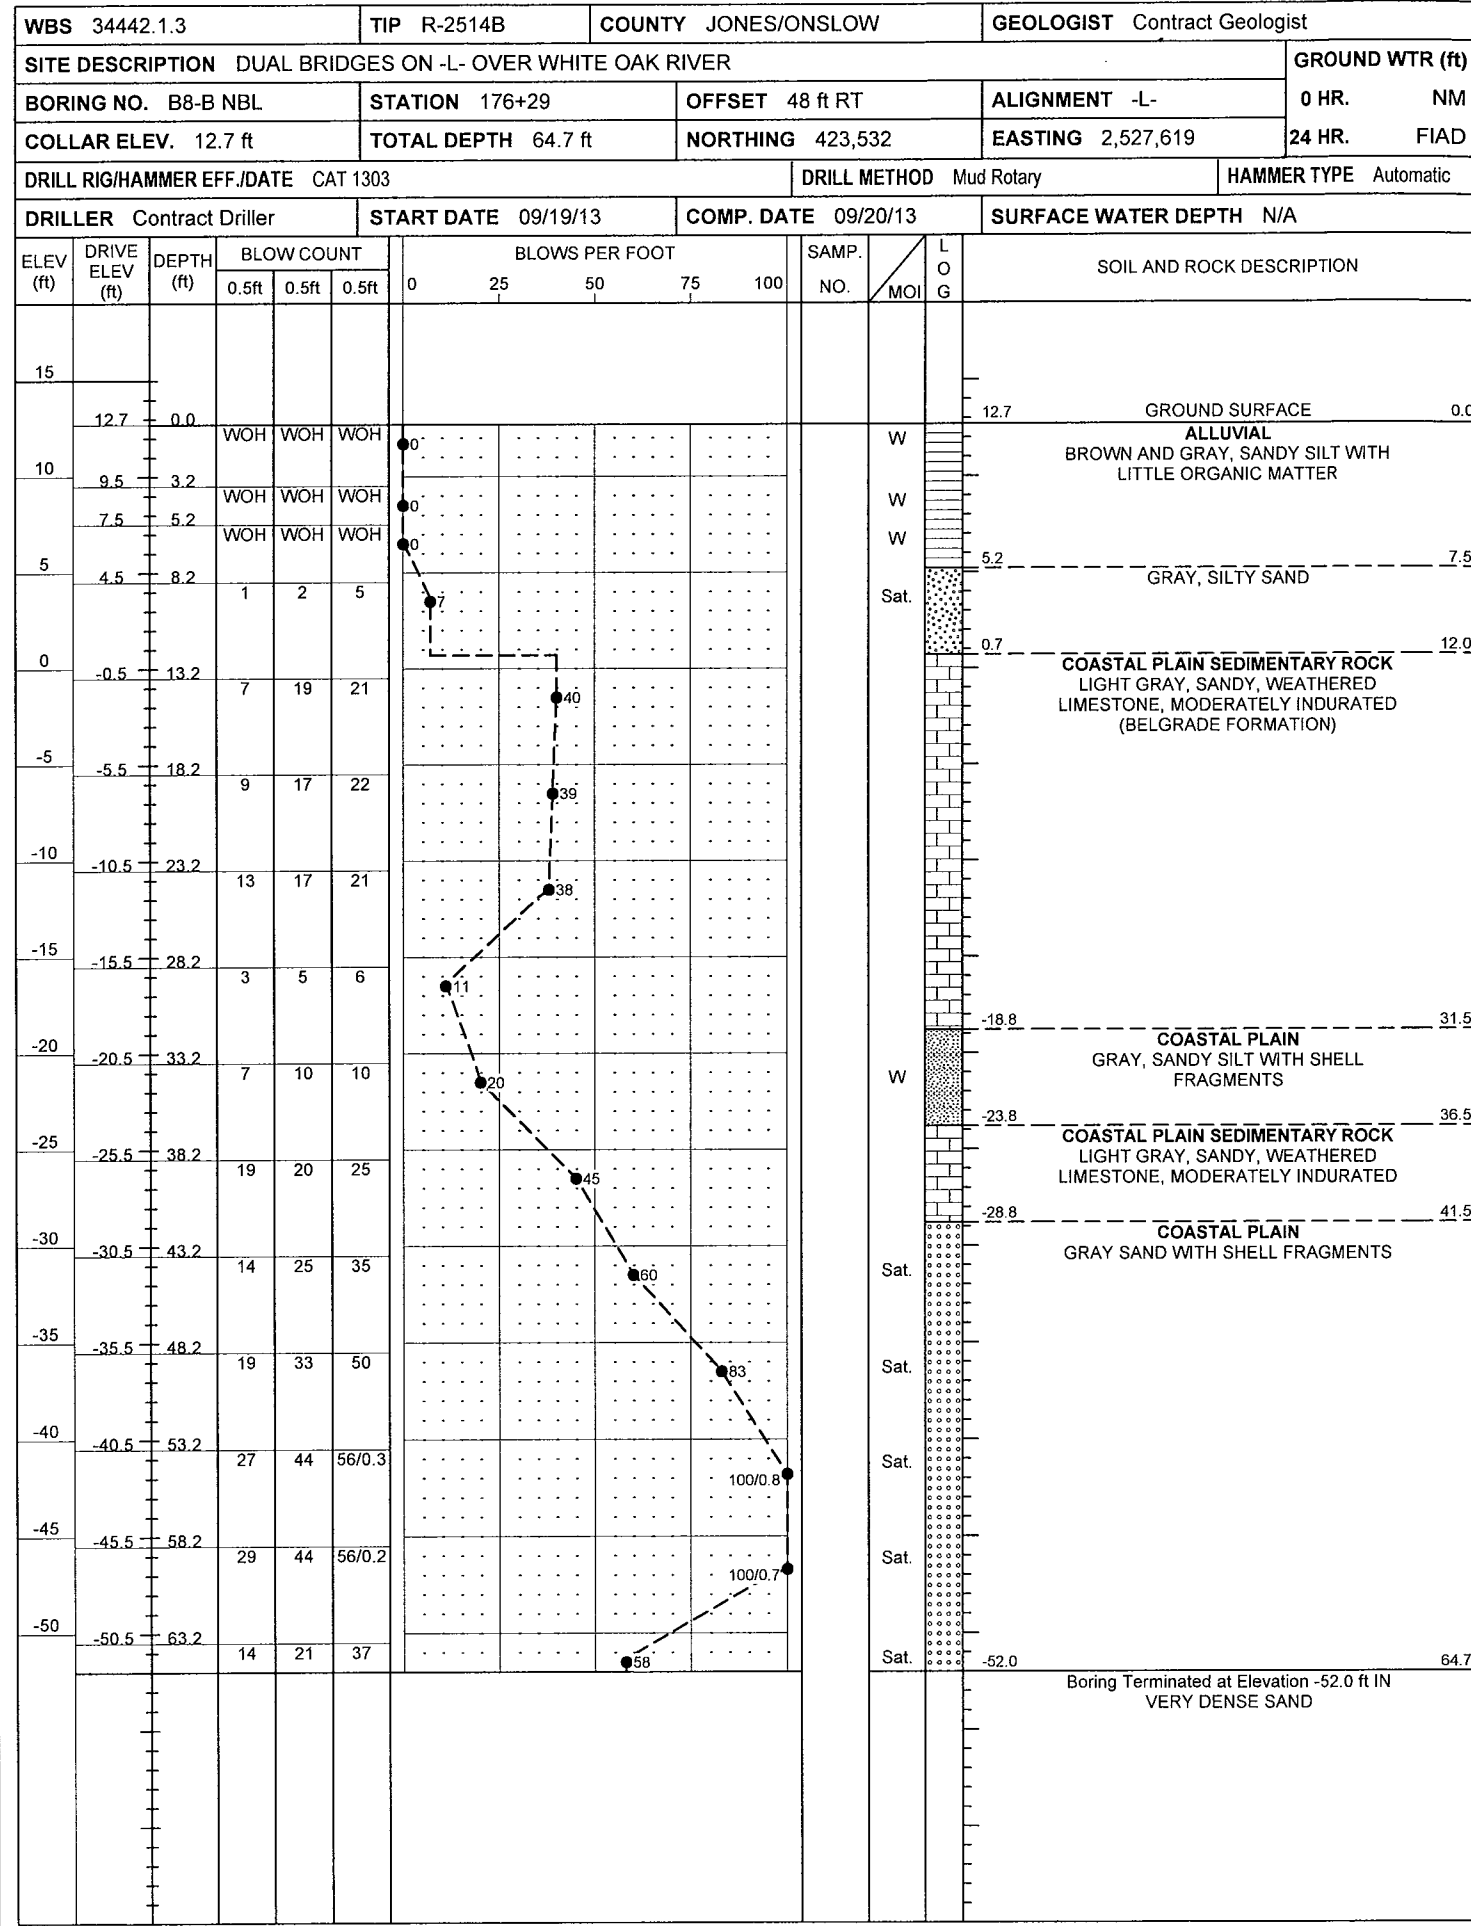 WBS 34442.1.3 TIP R-2514B COUNTY JONES/ONSLOW GEOLOGIST Contract Geologist
SITE DESCRIPTION DUAL BRIDGES ON -L- OVER WHITE OAK RIVER GROUND WTR (ft)
BORING NO. B8-B NBL STATION 176+29 OFFSET 48 ft RT ALIGNMENT -L- 0 HR. NM
COLLAR ELEV. 12.7 ft TOTAL DEPTH 64.7 ft NORTHING 423,532 EASTING 2,527,619 24 HR. FIAD
DRILL RIG/HAMMER EFF./DATE CAT 1303 DRILL METHOD Mud Rotary HAMMER TYPE Automatic
DRILLER Contract Driller START DATE 09/19/13 COMP. DATE 09/20/13 SURFACE WATER DEPTH N/A
ELEV (ft) DRIVE ELEV (ft) DEPTH (ft) BLOW COUNT BLOWS PER FOOT SAMP. NO. MOI LOG SOIL AND ROCK DESCRIPTION
0.5ft 0.5ft 0.5ft 0 25 50 75 100
15
12.7 0.0 12.7 GROUND SURFACE 0.0
WOH WOH WOH 0 W ALLUVIAL
BROWN AND GRAY, SANDY SILT WITH
10 LITTLE ORGANIC MATTER
9.5 3.2
WOH WOH WOH 0 W
7.5 5.2
WOH WOH WOH 0 W
5 5.2 7.5
4.5 8.2 GRAY, SILTY SAND
1 2 5 7 Sat.
0.7 12.0
0 COASTAL PLAIN SEDIMENTARY ROCK
-0.5 13.2 LIGHT GRAY, SANDY, WEATHERED
7 19 21 40 LIMESTONE, MODERATELY INDURATED
(BELGRADE FORMATION)
-5
-5.5 18.2
9 17 22 39
-10
-10.5 23.2
13 17 21 38
-15
-15.5 28.2
3 5 6 11
-18.8 31.5
-20 COASTAL PLAIN
-20.5 33.2 GRAY, SANDY SILT WITH SHELL
7 10 10 20 W FRAGMENTS
-23.8 36.5
-25 COASTAL PLAIN SEDIMENTARY ROCK
-25.5 38.2 LIGHT GRAY, SANDY, WEATHERED
19 20 25 45 LIMESTONE, MODERATELY INDURATED
-28.8 41.5
-30 COASTAL PLAIN
-30.5 43.2 GRAY SAND WITH SHELL FRAGMENTS
14 25 35 60 Sat.
-35
-35.5 48.2
19 33 50 83 Sat.
-40
-40.5 53.2
27 44 56/0.3 100/0.8 Sat.
-45
-45.5 58.2
29 44 56/0.2 100/0.7 Sat.
-50
-50.5 63.2
14 21 37 58 Sat. -52.0 64.7
Boring Terminated at Elevation -52.0 ft IN
VERY DENSE SAND